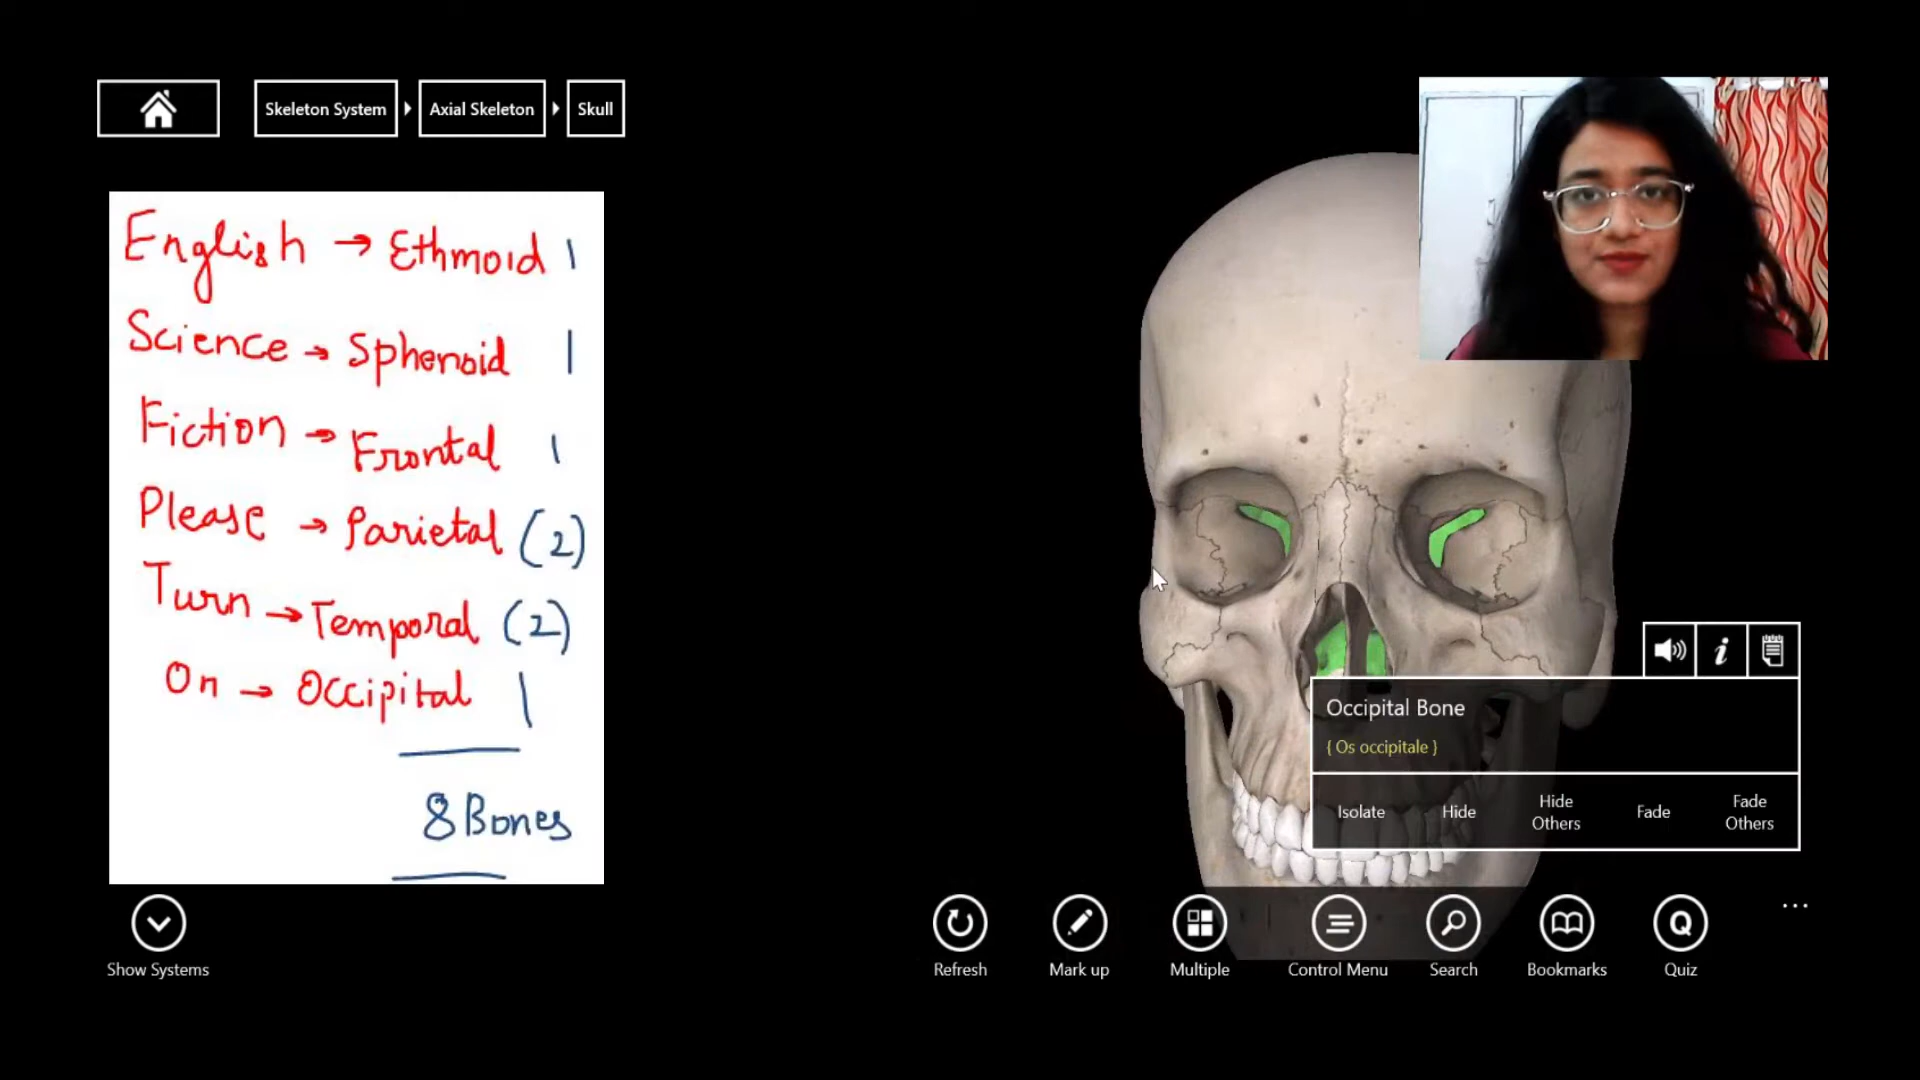 Skeleton System Axial Skeleton Skull
English → Ethmoid 1
Science → Sphenoid 1
Fiction → Frontal 1
Please → Parietal (2)
Turn → Temporal (2)
On → Occipital 1
8 Bones
i
Occipital Bone
{ Os occipitale }
Isolate Hide Hide Others Fade Fade Others
Show Systems Refresh Mark up Multiple Control Menu Search Bookmarks Q Quiz ...